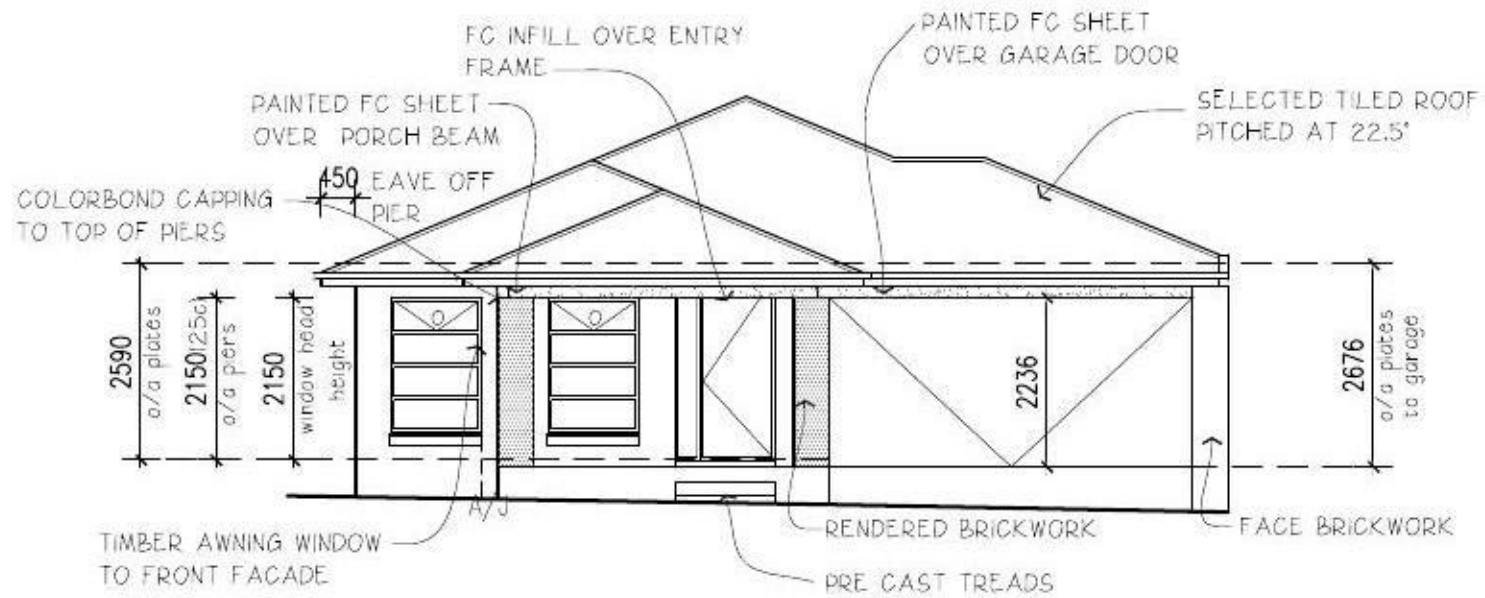 FC INFILL OVER ENTRY
FRAME
PAINTED FC SHEET
OVER GARAGE DOOR
PAINTED FC SHEET
OVER PORCH BEAM
SELECTED TILED ROOF
PITCHED AT 22.5°
450 EAVE OFF
PIER
COLORBOND CAPPING
TO TOP OF PIERS
2590
o/a plates
2150(25c)
o/a piers
2150
window head
height
O
O
2236
2676
o/a plates
to garage
A/J
TIMBER AWNING WINDOW
TO FRONT FACADE
RENDERED BRICKWORK
FACE BRICKWORK
PRE CAST TREADS